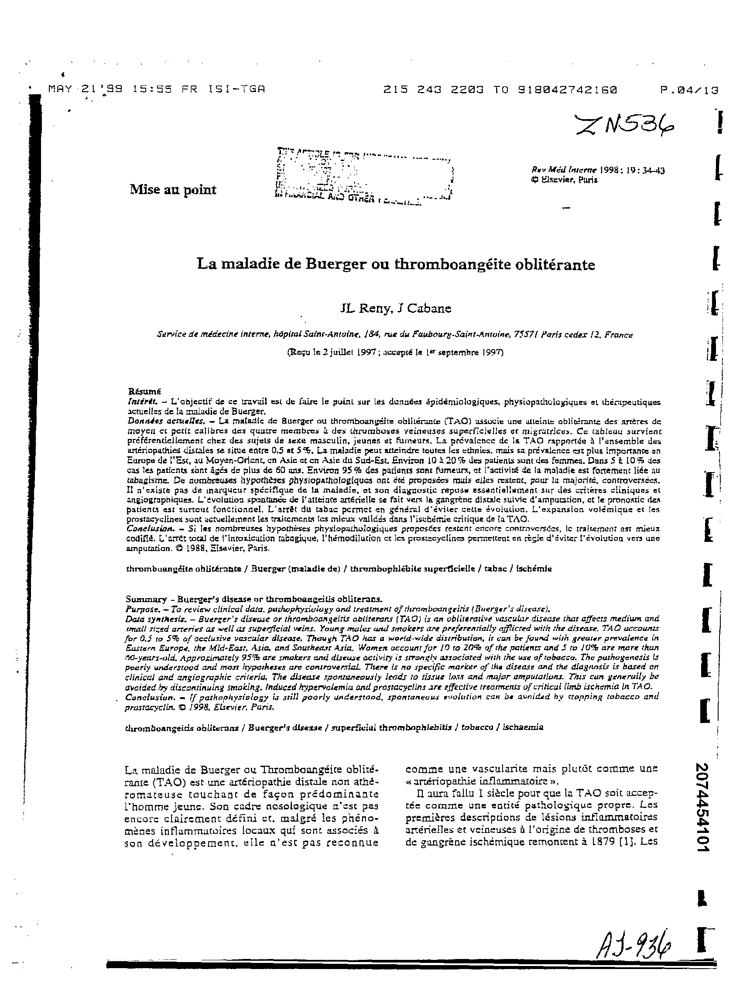 MAY 21'99 15:55 FR ISI-TGA 215 243 2203 TO 918042742160 P.04/13
ZN536
THIS ARTICLE IS FOR
AND OTHER
Rev Méd Interne 1998 ; 19 : 34-43
© Elsevier, Paris
Mise au point
La maladie de Buerger ou thromboangéite oblitérante
JL Reny, J Cabane
Service de médecine interne, hôpital Saint-Antoine, 184, rue du Faubourg-Saint-Antoine, 75571 Paris cedex 12, France
(Reçu le 2 juillet 1997 ; accepté le 1er septembre 1997)
Résumé
Intérêt. – L'objectif de ce travail est de faire le point sur les données épidémiologiques, physiopathologiques et thérapeutiques
actuelles de la maladie de Buerger.
Données actuelles. – La maladie de Buerger ou thromboangéite oblitérante (TAO) associe une atteinte oblitérante des artères de
moyen et petit calibres des quatre membres à des thromboses veineuses superficielles et migratrices. Ce tableau survient
préférentiellement chez des sujets de sexe masculin, jeunes et fumeurs. La prévalence de la TAO rapportée à l'ensemble des
artériopathies distales se situe entre 0,5 et 5%. La maladie peut atteindre toutes les ethnies, mais sa prévalence est plus importante en
Europe de l'Est, au Moyen-Orient, en Asie et en Asie du Sud-Est. Environ 10 à 20% des patients sont des femmes. Dans 5 à 10% des
cas les patients sont âgés de plus de 60 ans. Environ 95 % des patients sont fumeurs, et l'activité de la maladie est fortement liée au
tabagisme. De nombreuses hypothèses physiopathologiques ont été proposées mais elles restent, pour la majorité, controversées.
Il n'existe pas de marqueur spécifique de la maladie, et son diagnostic repose essentiellement sur des critères cliniques et
angiographiques. L'évolution spontanée de l'atteinte artérielle se fait vers la gangrène distale suivie d'amputation, et le pronostic des
patients est surtout fonctionnel. L'arrêt du tabac permet en général d'éviter cette évolution. L'expansion volémique et les
prostacyclines sont actuellement les traitements les mieux validés dans l'ischémie critique de la TAO.
Conclusion. – Si les nombreuses hypothèses physiopathologiques proposées restent encore controversées, le traitement est mieux
codifié. L'arrêt total de l'intoxication tabagique, l'hémodilution et les prostacyclines permettent en règle d'éviter l'évolution vers une
amputation. © 1988, Elsevier, Paris.
thromboangéite oblitérante / Buerger (maladie de) / thrombophlébite superficielle / tabac / ischémie
Summary – Buerger's disease or thromboangeitis obliterans.
Purpose. – To review clinical data, pathophysiology and treatment of thromboangeitis (Buerger's disease).
Data synthesis. – Buerger's disease or thromboangeitis obliterans (TAO) is an obliterative vascular disease that affects medium and
small sized arteries as well as superficial veins. Young males and smokers are preferentially afflicted with the disease. TAO accounts
for 0.5 to 5% of occlusive vascular disease. Though TAO has a world-wide distribution, it can be found with greater prevalence in
Eastern Europe, the Mid-East, Asia, and Southeast Asia. Women account for 10 to 20% of the patients and 5 to 10% are more than
60-years-old. Approximately 95% are smokers and disease activity is strongly associated with the use of tobacco. The pathogenesis is
poorly understood and most hypotheses are controversial. There is no specific marker of the disease and the diagnosis is based on
clinical and angiographic criteria. The disease spontaneously leads to tissue loss and major amputations. This can generally be
avoided by discontinuing smoking. Induced hypervolemia and prostacyclins are effective treatments of critical limb ischemia in TAO.
Conclusion. – If pathophysiology is still poorly understood, spontaneous evolution can be avoided by stopping tobacco and
prostacyclin. © 1998, Elsevier, Paris.
thromboangeitis obliterans / Buerger's disease / superficial thrombophlebitis / tobacco / ischaemia
La maladie de Buerger ou Thromboangéite oblité-
rante (TAO) est une artériopathie distale non athé-
romateuse touchant de façon prédominante
l'homme jeune. Son cadre nosologique n'est pas
encore clairement défini et, malgré les phéno-
mènes inflammatoires locaux qui sont associés à
son développement, elle n'est pas reconnue
comme une vascularite mais plutôt comme une
« artériopathie inflammatoire ».
Il aura fallu 1 siècle pour que la TAO soit accep-
tée comme une entité pathologique propre. Les
premières descriptions de lésions inflammatoires
artérielles et veineuses à l'origine de thromboses et
de gangrène ischémique remontent à 1879 [1]. Les
2074454101
AJ-936